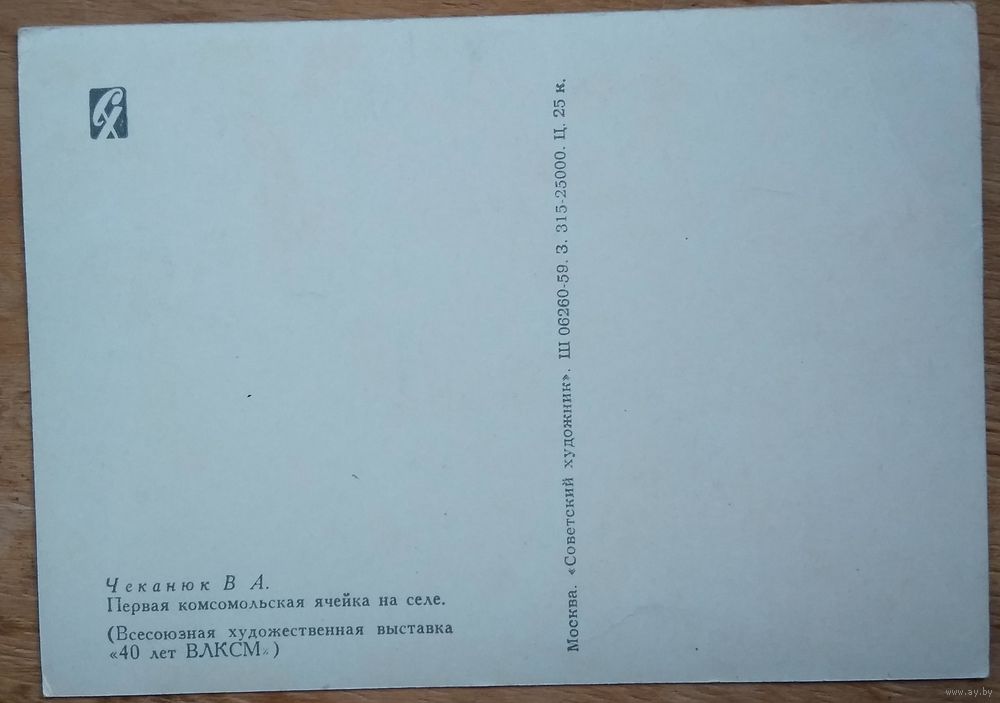 СХ
Чеканюк В А.
Первая комсомольская ячейка на селе.
(Всесоюзная художественная выставка
«40 лет ВЛКСМ»)
Москва. «Советский художник». Ш 06260-59. З. 315-25000. Ц. 25 к.
www.ay.by